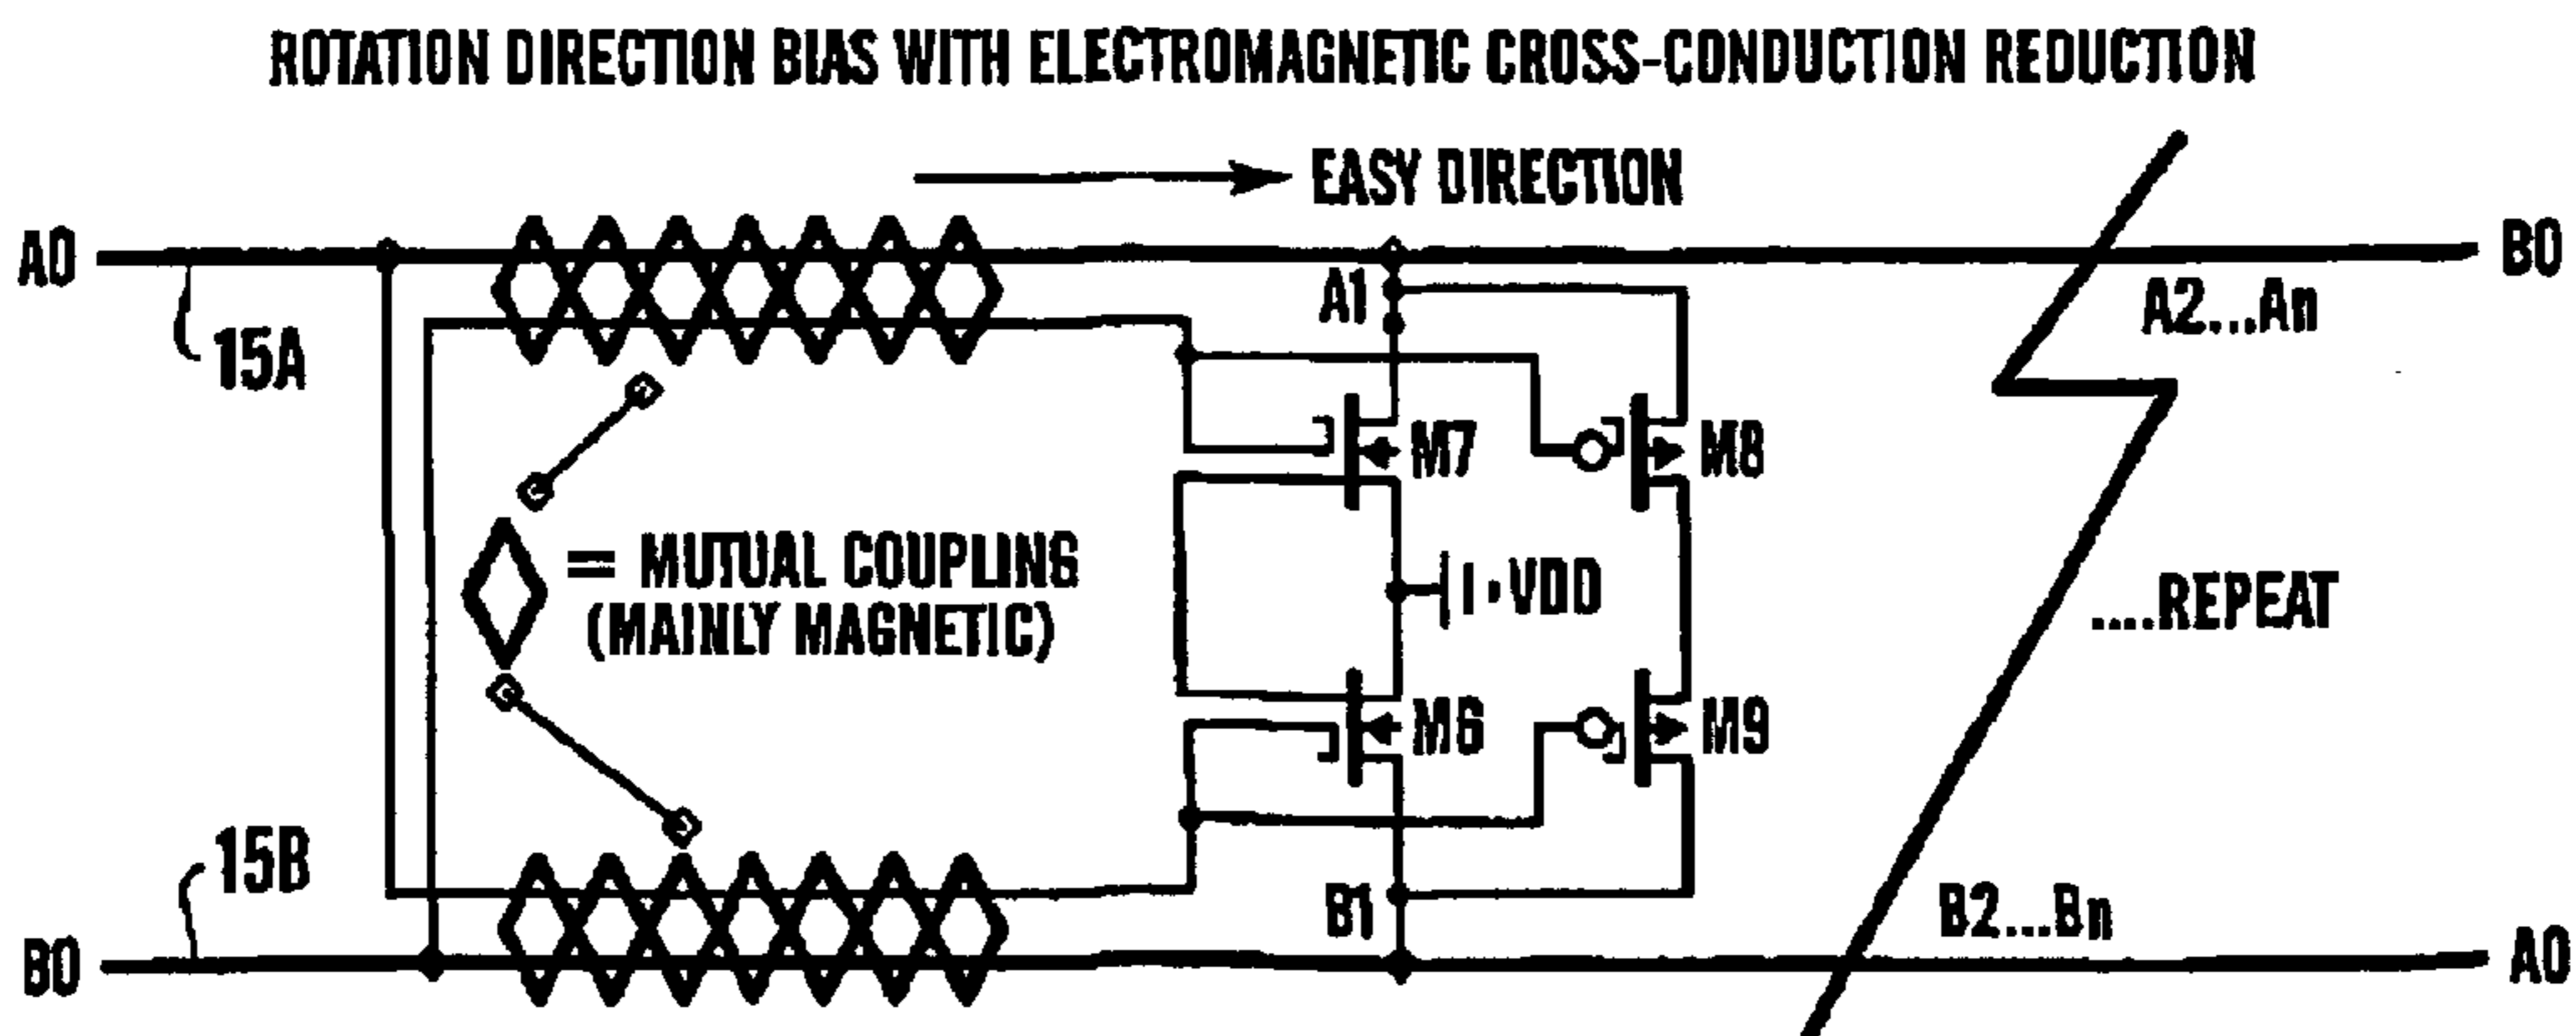 ROTATION DIRECTION BIAS WITH ELECTROMAGNETIC CROSS-CONDUCTION REDUCTION
EASY DIRECTION
A0
B0
15A
A1
A2...An
M7
M8
= MUTUAL COUPLING
(MAINLY MAGNETIC)
VDD
....REPEAT
M6
M9
15B
B1
B2...Bn
B0
A0